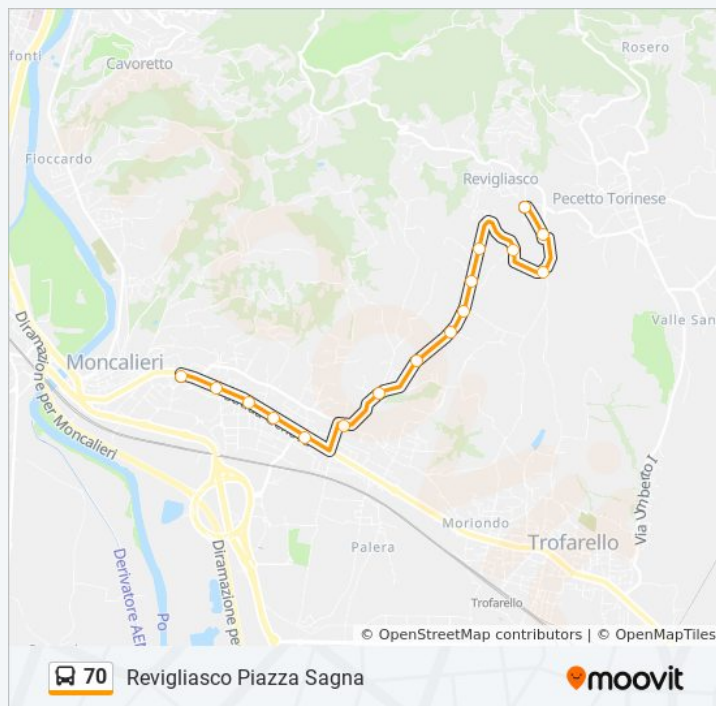 fonti
Cavoretto
Rosero
Fioccardo
Revigliasco
Pecetto Torinese
Valle San
Diramazione per Moncalieri
Moncalieri
Via Umberto I
Moriondo
Trofarello
Palera
Diramazione pe
Derivatore AEM
Po
Trofarello
© OpenStreetMap contributors | © OpenMapTiles
70 Revigliasco Piazza Sagna
moovit